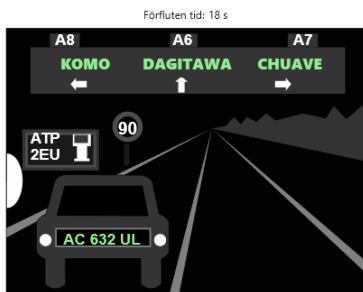 Förfluten tid: 18 s
A8 A6 A7
KOMO DAGITAWA CHUAVE
90
ATP
2EU
AC 632 UL